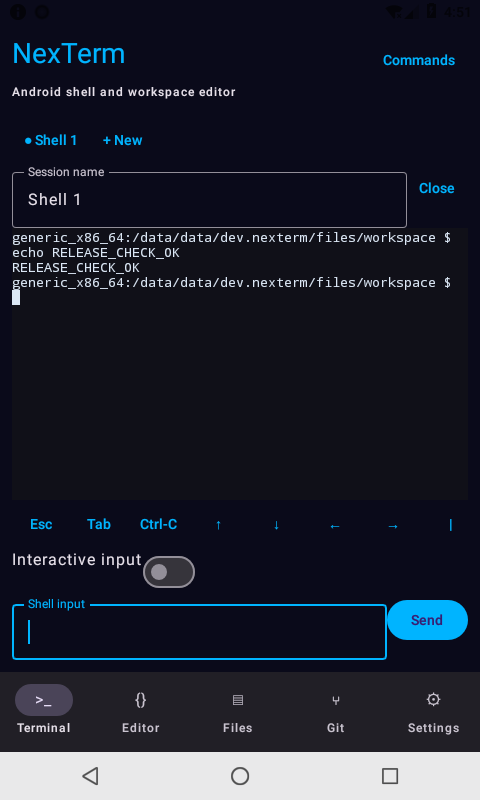 4:51
NexTerm
Commands
Android shell and workspace editor
● Shell 1
+ New
Session name
Shell 1
Close
generic_x86_64:/data/data/dev.nexterm/files/workspace $
echo RELEASE_CHECK_OK
RELEASE_CHECK_OK
generic_x86_64:/data/data/dev.nexterm/files/workspace $
Esc Tab Ctrl-C ↑ ↓ ← → |
Interactive input
Shell input
Send
>_ {} 
Terminal Editor Files Git Settings